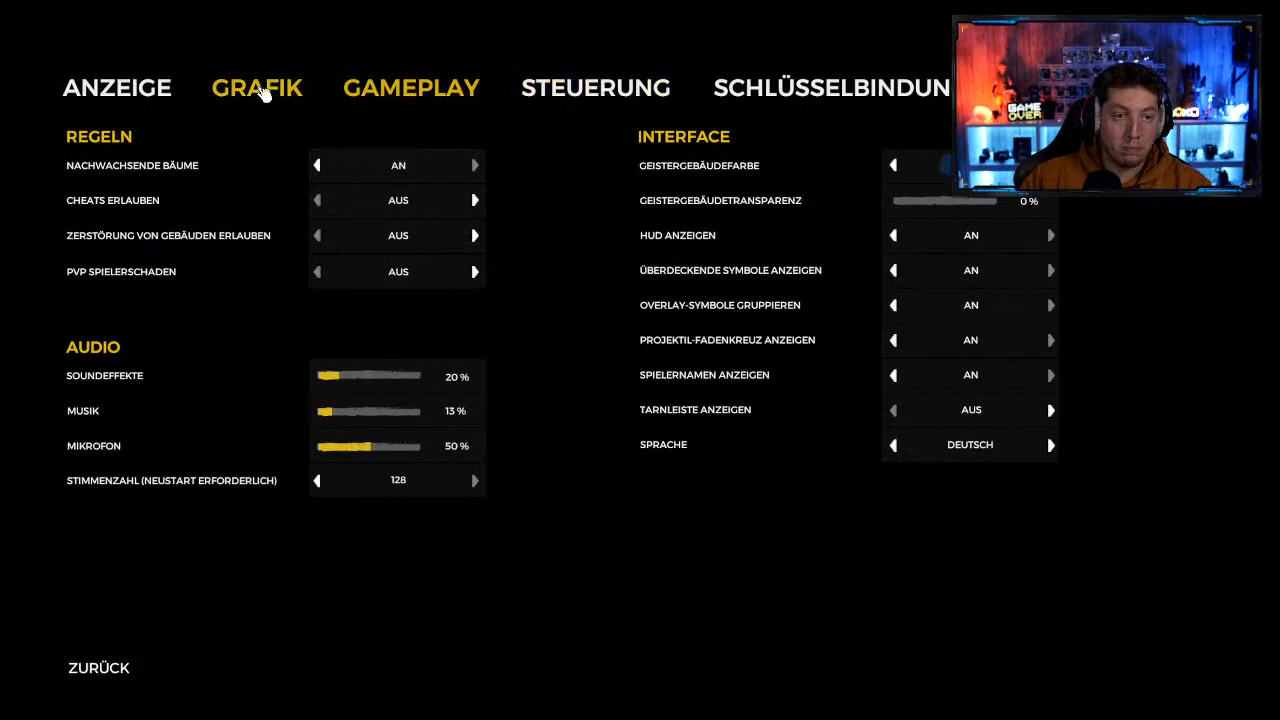 ANZEIGE GRAFIK GAMEPLAY STEUERUNG SCHLÜSSELBINDUN
REGELN
NACHWACHSENDE BÄUME AN
CHEATS ERLAUBEN AUS
ZERSTÖRUNG VON GEBÄUDEN ERLAUBEN AUS
PVP SPIELERSCHADEN AUS
AUDIO
SOUNDEFFEKTE 20 %
MUSIK 13 %
MIKROFON 50 %
STIMMENZAHL (NEUSTART ERFORDERLICH) 128
INTERFACE
GEISTERGEBÄUDEFARBE
GEISTERGEBÄUDETRANSPARENZ 0 %
HUD ANZEIGEN AN
ÜBERDECKENDE SYMBOLE ANZEIGEN AN
OVERLAY-SYMBOLE GRUPPIEREN AN
PROJEKTIL-FADENKREUZ ANZEIGEN AN
SPIELERNAMEN ANZEIGEN AN
TARNLEISTE ANZEIGEN AUS
SPRACHE DEUTSCH
ZURÜCK
GAME
OVER